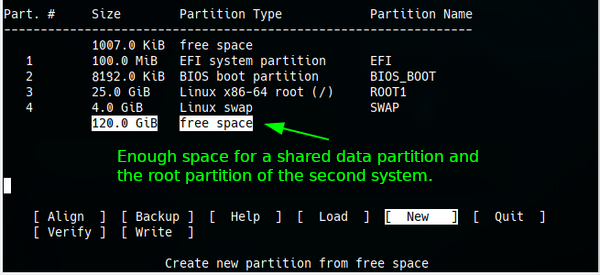 Part. #     Size        Partition Type            Partition Name
----------------------------------------------------------------
            1007.0 KiB  free space
   1        100.0 MiB   EFI system partition      EFI
   2        8192.0 KiB  BIOS boot partition       BIOS_BOOT
   3        25.0 GiB    Linux x86-64 root (/)     ROOT1
   4        4.0 GiB     Linux swap                SWAP
            120.0 GiB   free space
Enough space for a shared data partition and
the root partition of the second system.
[ Align  ]  [ Backup ]  [  Help  ]  [  Load  ]  [  New   ]  [  Quit  ]
[ Verify ]  [ Write  ]
Create new partition from free space